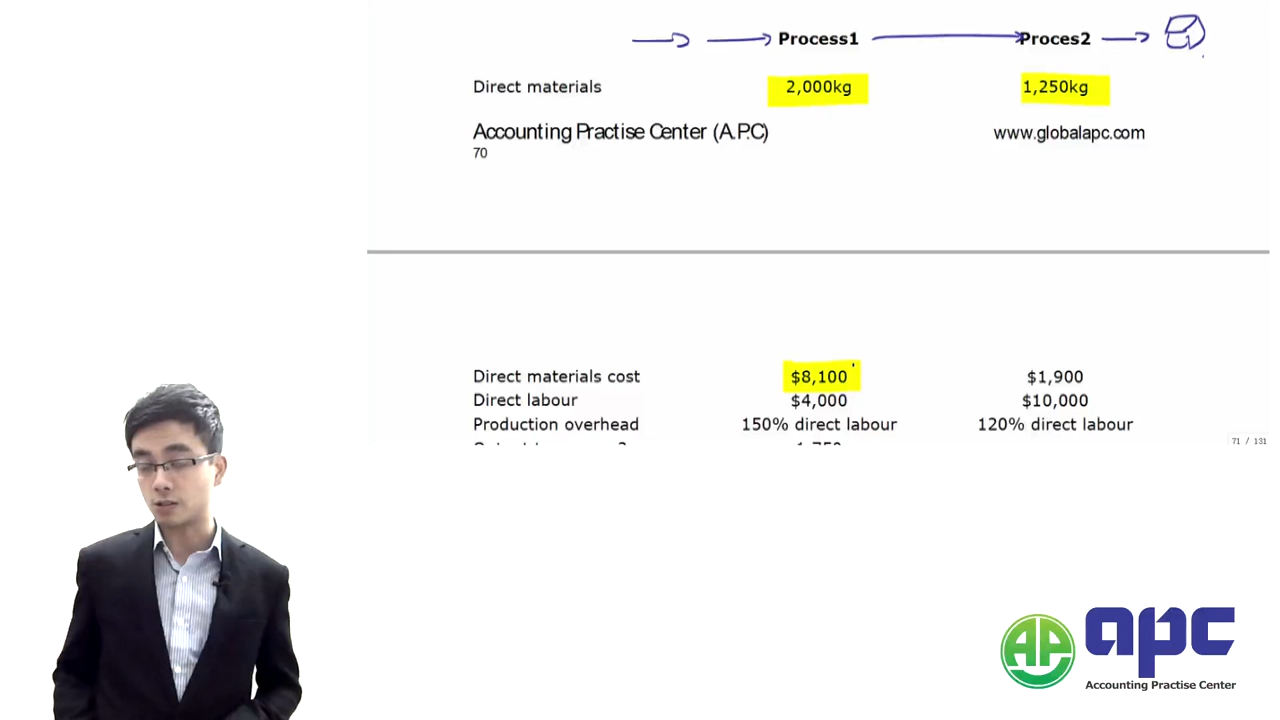 Process1 Proces2
Direct materials 2,000kg 1,250kg
Accounting Practise Center (A.P.C) www.globalapc.com
70
Direct materials cost $8,100 $1,900
Direct labour $4,000 $10,000
Production overhead 150% direct labour 120% direct labour
71 / 131
AP
apc
Accounting Practise Center